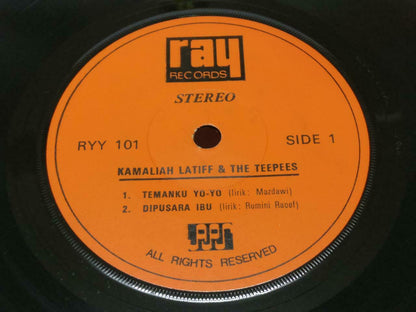 ray
RECORDS
STEREO
RYY 101
SIDE 1
KAMALIAH LATIFF & THE TEEPEES
1. TEMANKU YO-YO (lirik: Mazdawi)
2. DIPUSARA IBU (lirik: Romini Raoof)
ALL RIGHTS RESERVED